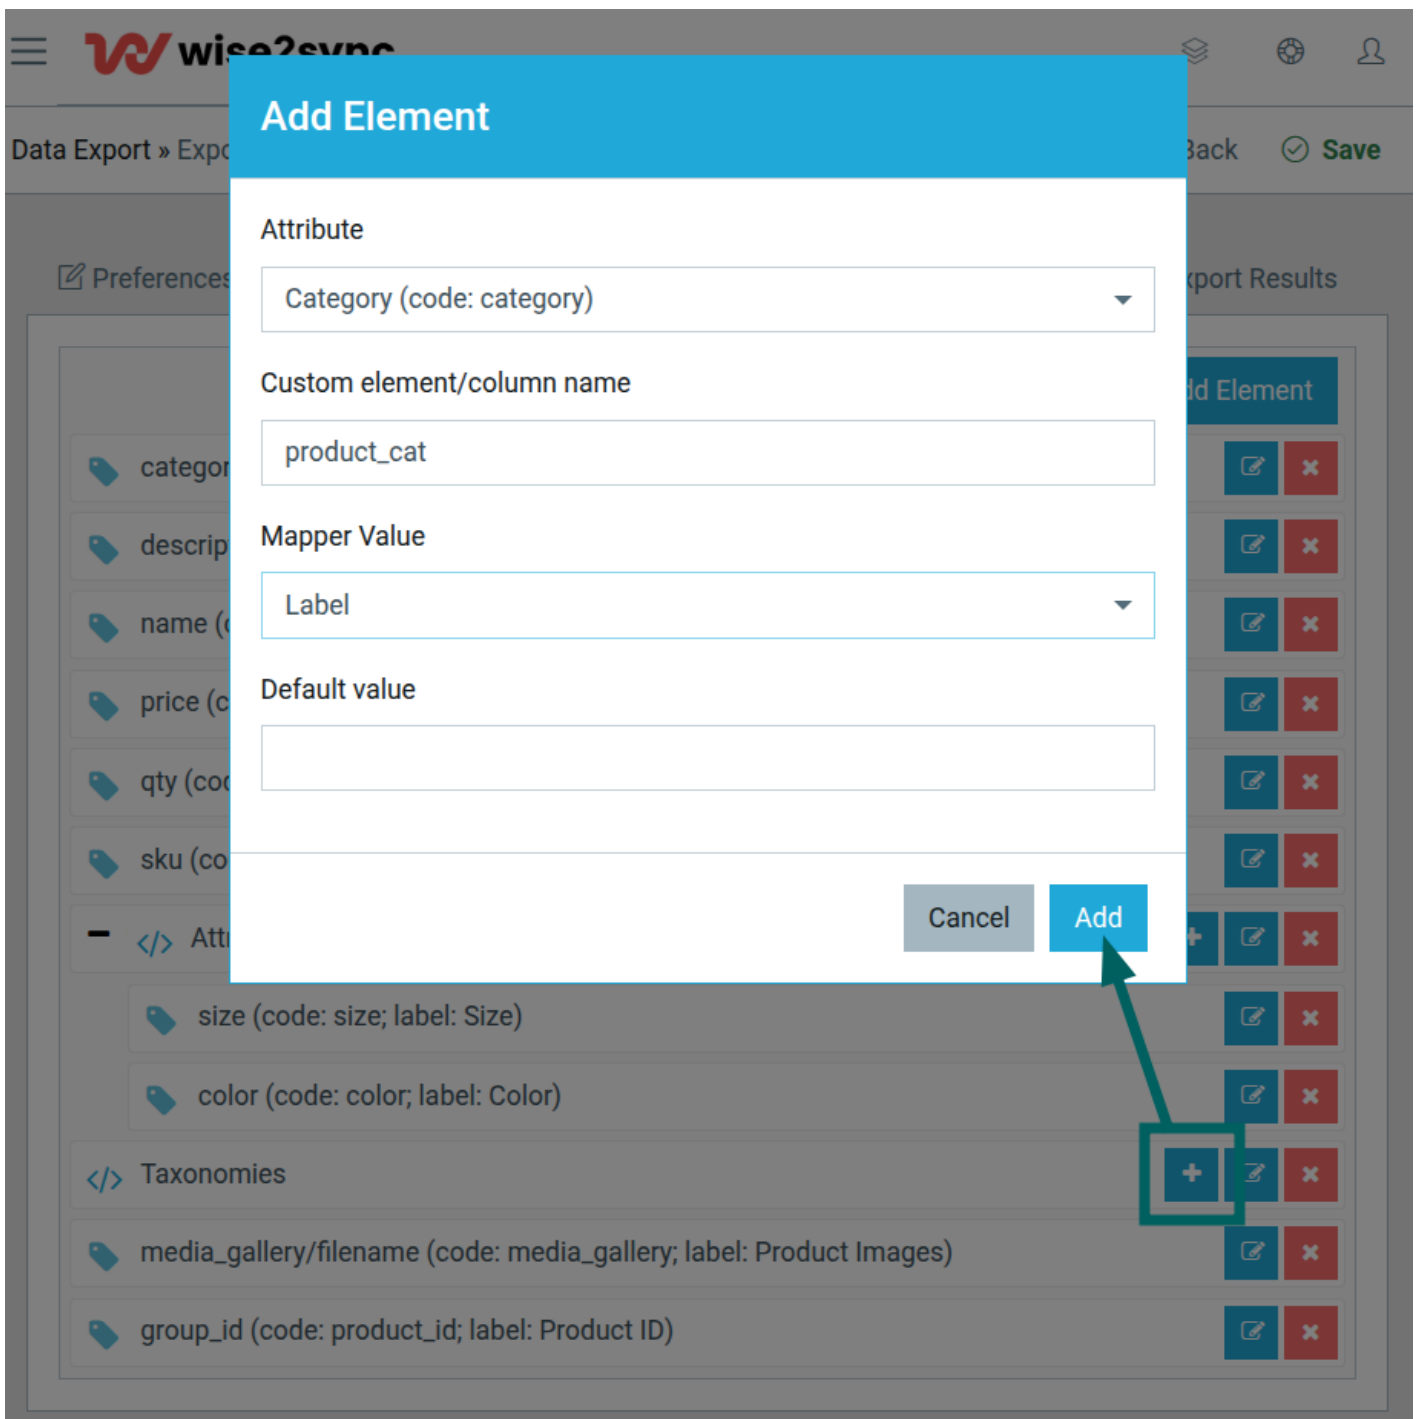 wise2sync
Add Element
Data Export » Expo
Back
Save
Attribute
Preferences
xport Results
Category (code: category)
Custom element/column name
dd Element
product_cat
categor
descrip
Mapper Value
Label
name (
Default value
price (c
qty (cod
sku (co
Cancel
Add
</> Att
size (code: size; label: Size)
color (code: color; label: Color)
</> Taxonomies
media_gallery/filename (code: media_gallery; label: Product Images)
group_id (code: product_id; label: Product ID)